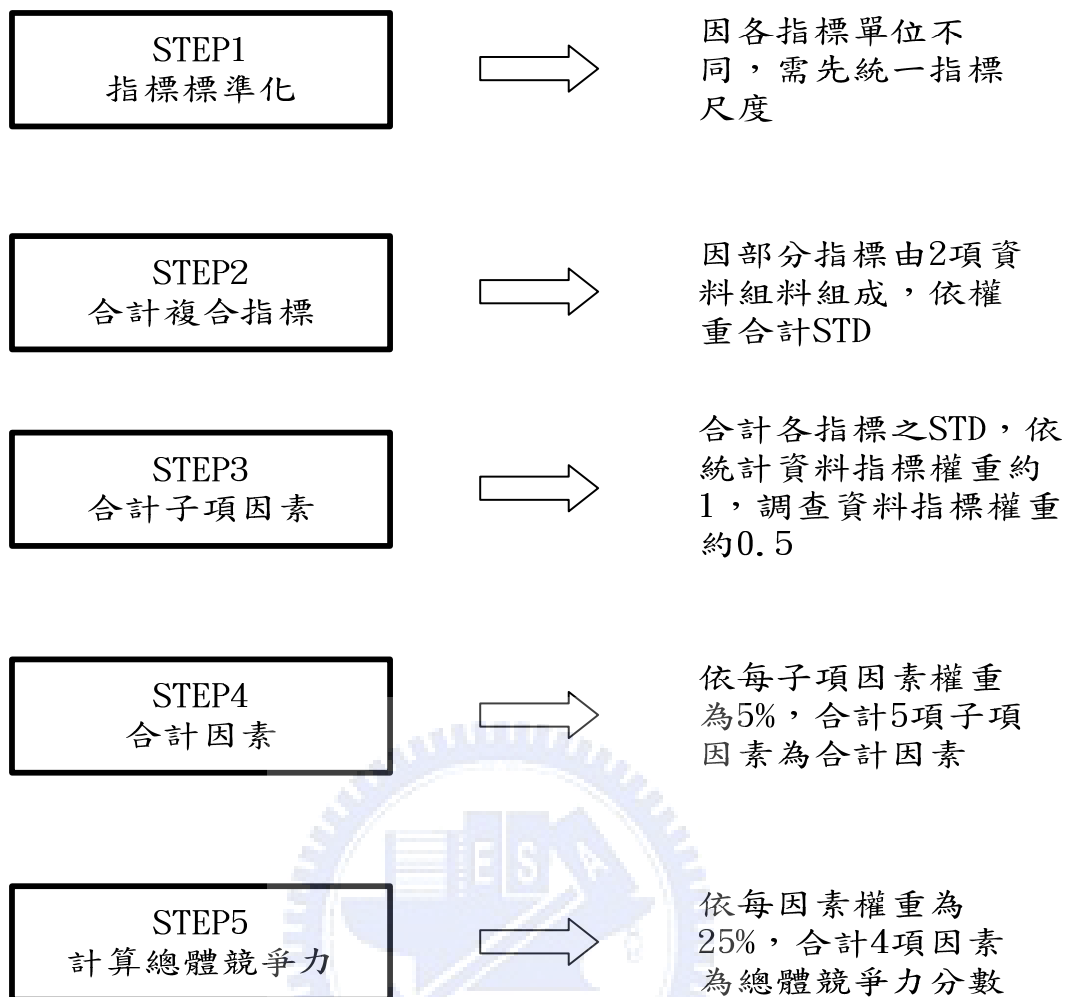 STEP1
指標標準化
因各指標單位不
同，需先統一指標
尺度
STEP2
合計複合指標
因部分指標由2項資
料組料組成，依權
重合計STD
STEP3
合計子項因素
合計各指標之STD，依
統計資料指標權重約
1，調查資料指標權重
約0.5
STEP4
合計因素
依每子項因素權重
為5%，合計5項子項
因素為合計因素
STEP5
計算總體競爭力
依每因素權重為
25%，合計4項因素
為總體競爭力分數
E S A